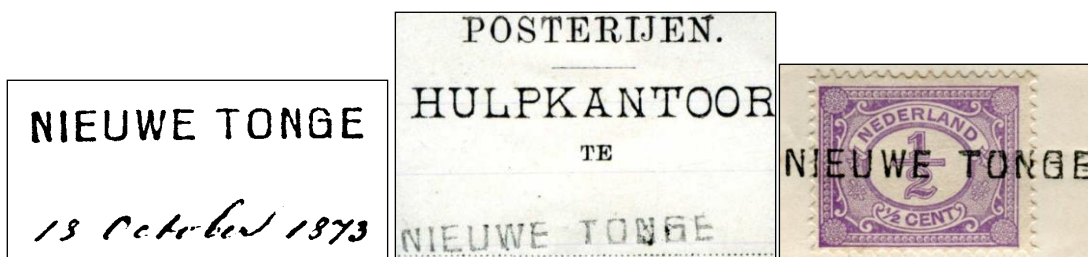 NIEUWE TONGE
13 October 1873
POSTERIJEN.
HULPKANTOOR
TE
NIEUWE TONGE
NEDERLAND
1/2
NIEUWE TONGE
½ CENT